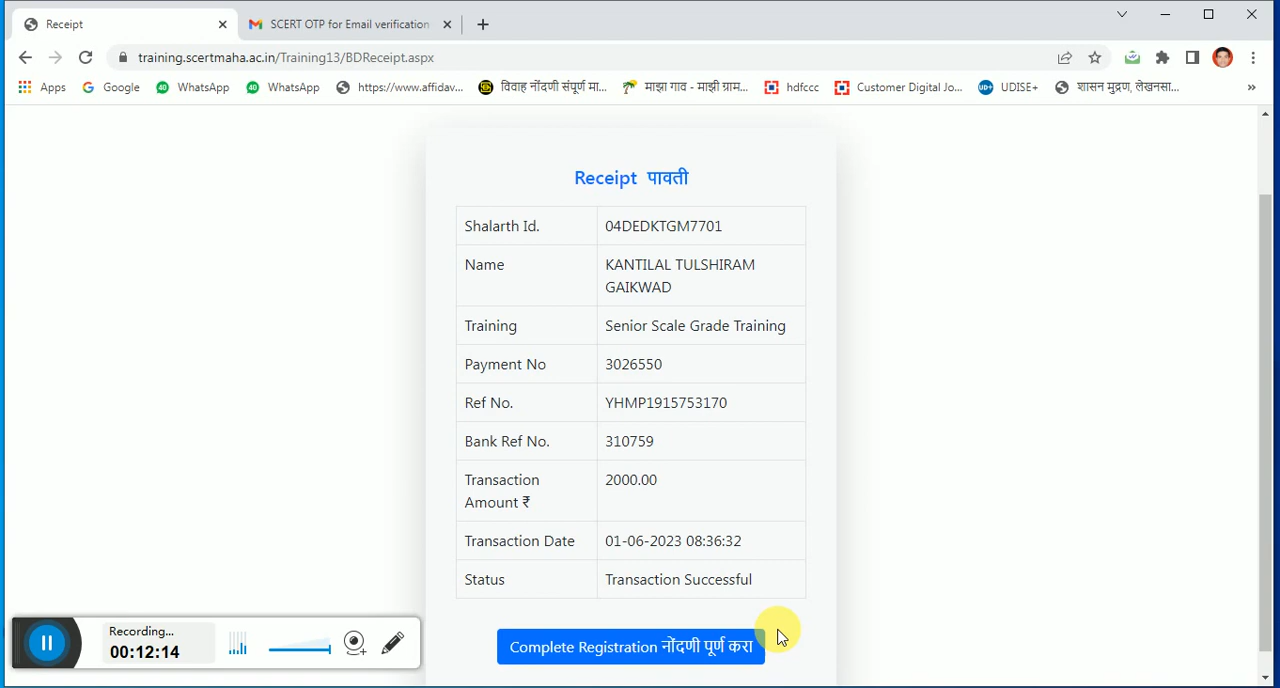 Receipt
SCERT OTP for Email verification
training.scertmaha.ac.in/Training13/BDReceipt.aspx
Apps Google 40 WhatsApp 40 WhatsApp https://www.affidav... विवाह नोंदणी संपूर्ण मा... माझा गाव - माझी ग्राम... hdfccc Customer Digital Jo... UD+ UDISE+ शासन मुद्रण, लेखनसा... »
Receipt पावती
Shalarth Id. 04DEDKTGM7701
Name KANTILAL TULSHIRAM
GAIKWAD
Training Senior Scale Grade Training
Payment No 3026550
Ref No. YHMP1915753170
Bank Ref No. 310759
Transaction 2000.00
Amount ₹
Transaction Date 01-06-2023 08:36:32
Status Transaction Successful
Complete Registration नोंदणी पूर्ण करा
Recording...
00:12:14